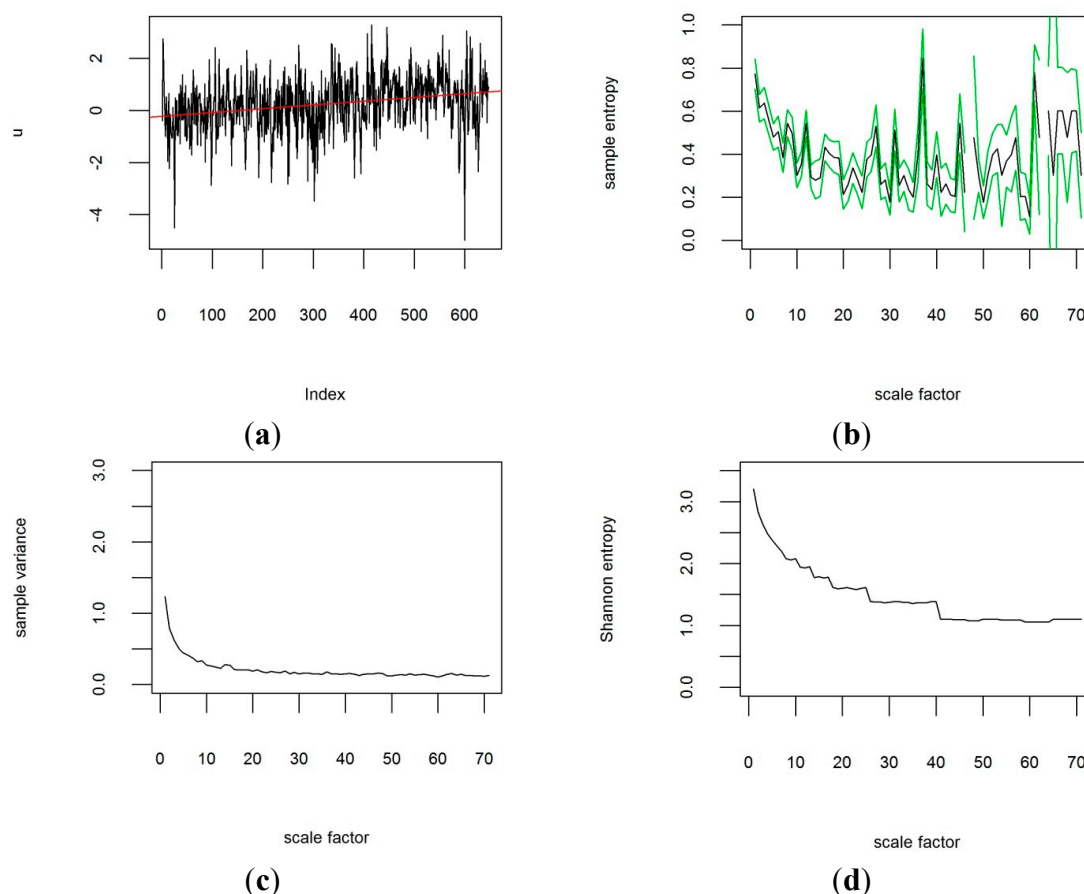 u
2
0
-2
-4
0 100 200 300 400 500 600
Index
(a)
sample entropy
1.0
0.8
0.6
0.4
0.2
0.0
0 10 20 30 40 50 60 70
scale factor
(b)
sample variance
3.0
2.0
1.0
0.0
0 10 20 30 40 50 60 70
scale factor
(c)
Shannon entropy
3.0
2.0
1.0
0.0
0 10 20 30 40 50 60 70
scale factor
(d)